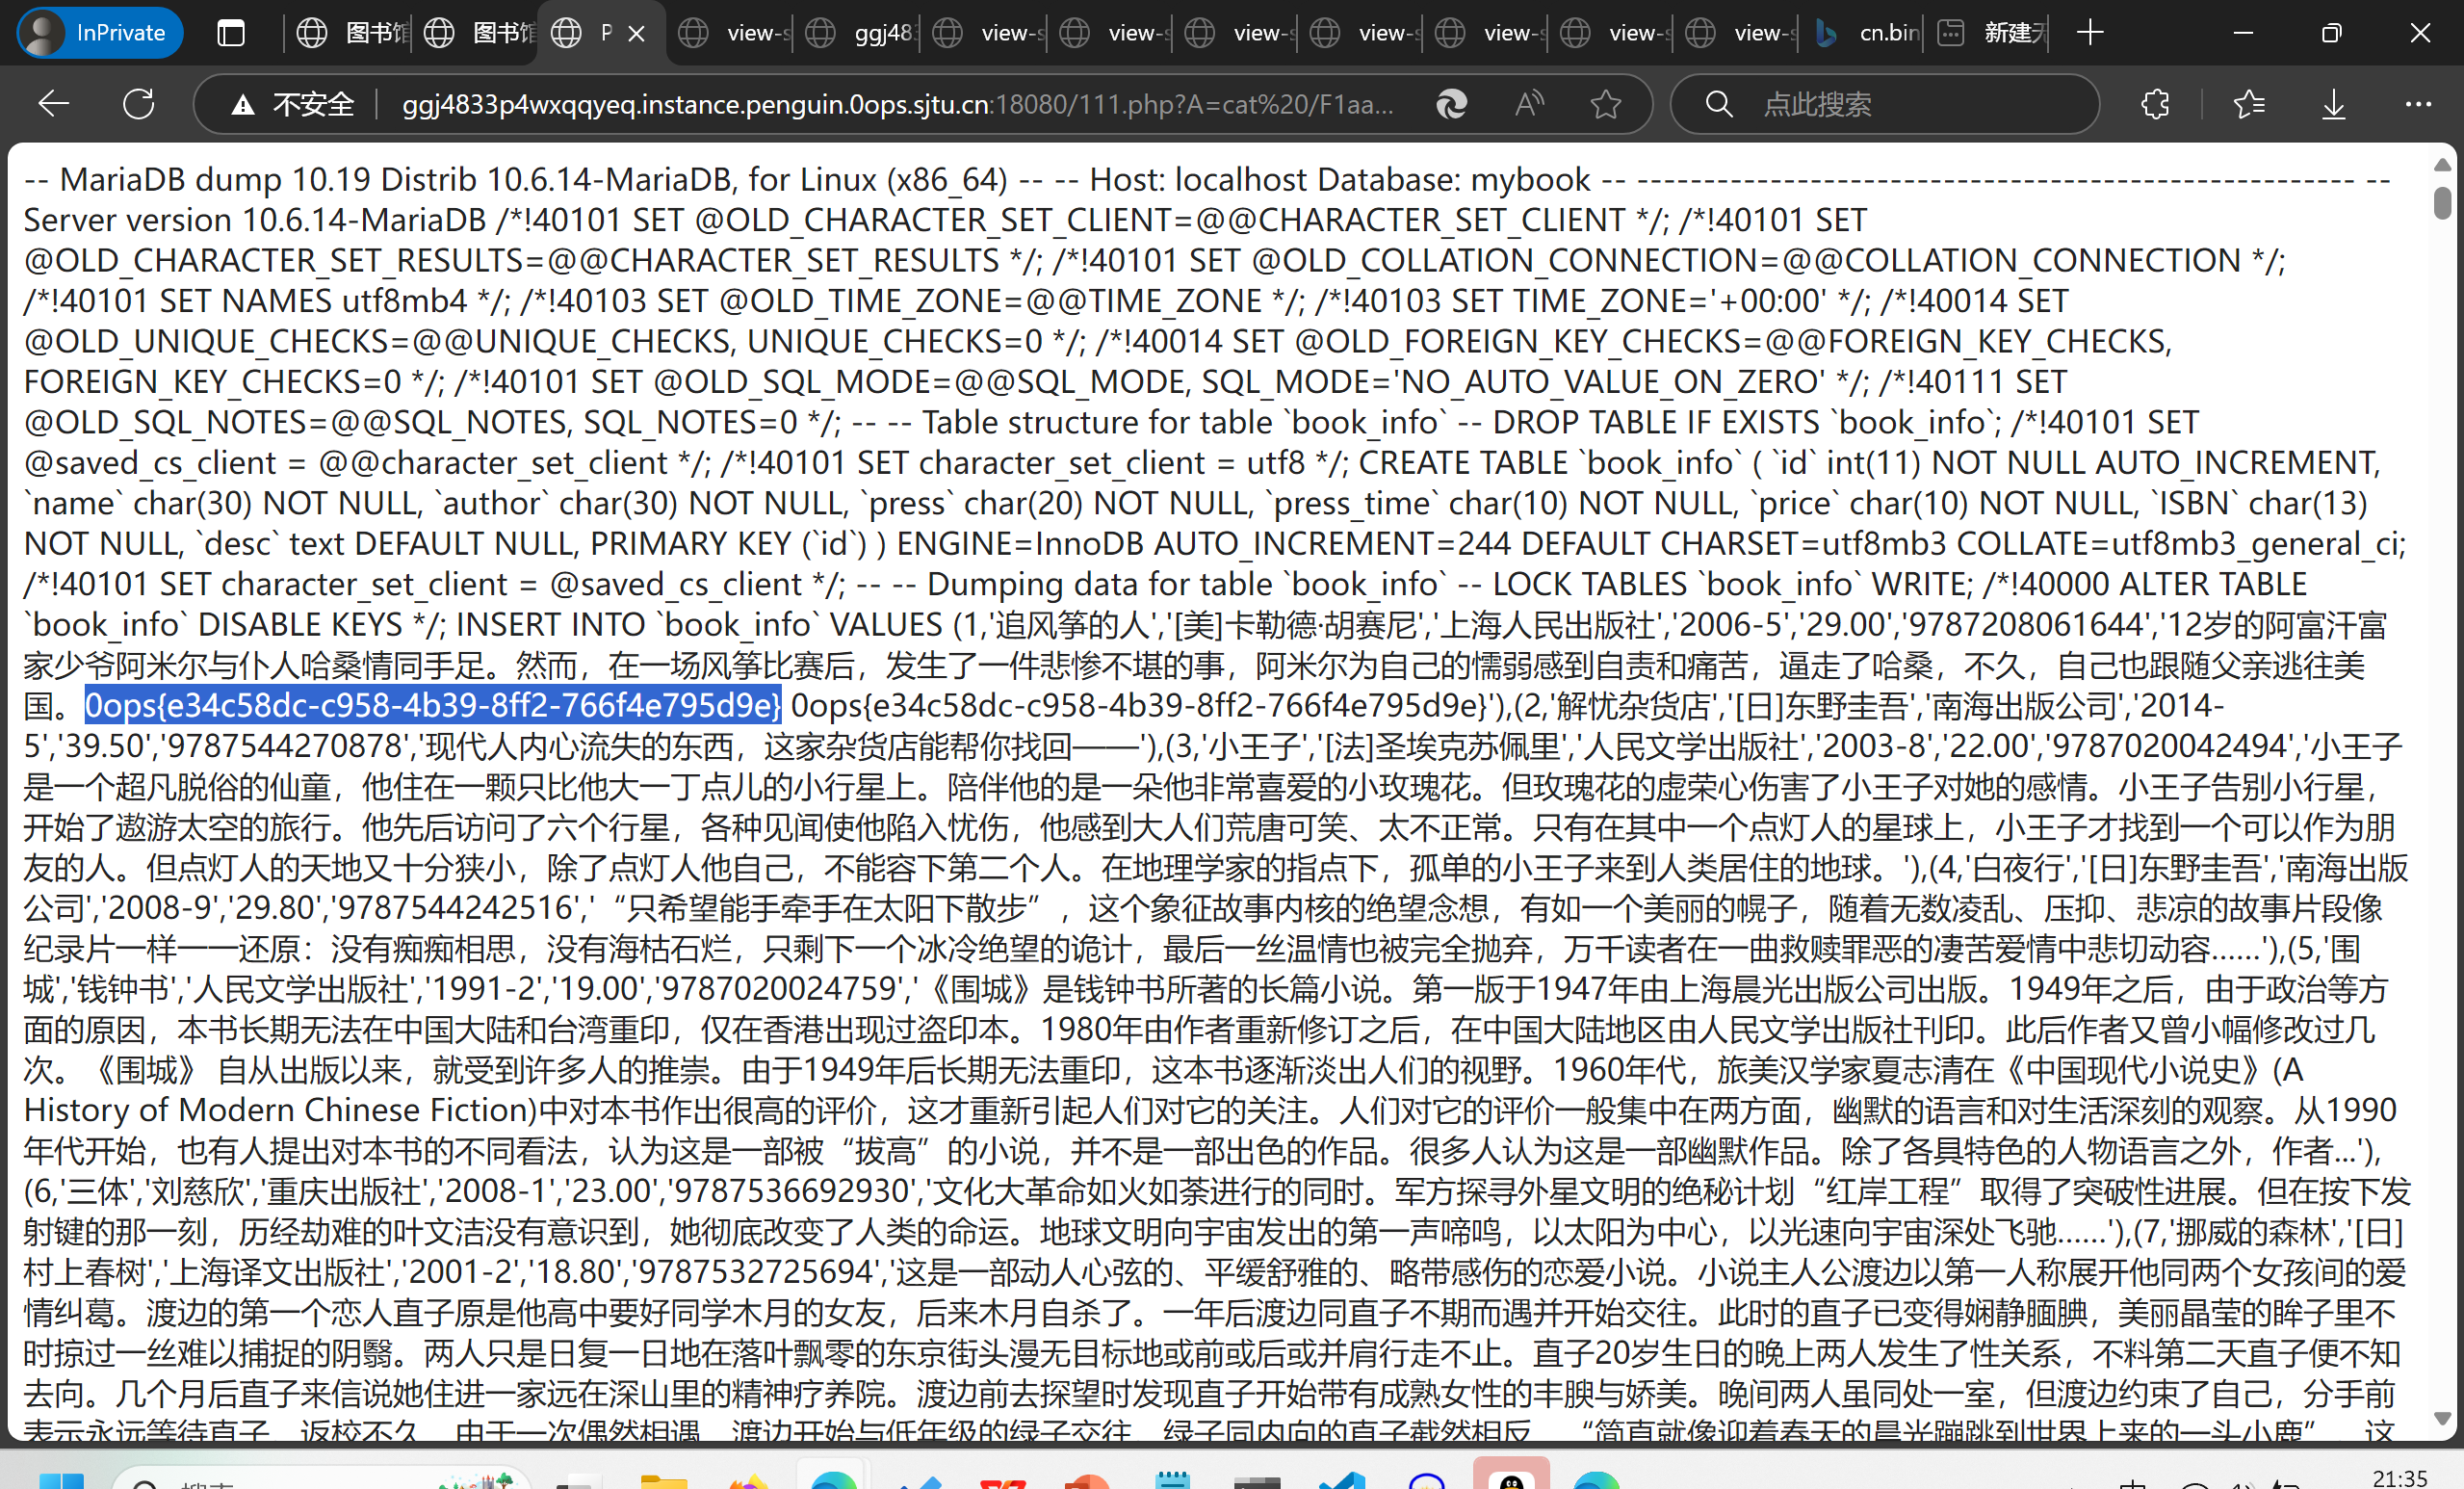 InPrivate 图书馆 图书馆 P view-s ggj483 view-s view-s view-s view-s view-s view-s view-s cn.bin 新建无
不安全 ggj4833p4wxqqyeq.instance.penguin.0ops.sjtu.cn:18080/111.php?A=cat%20/F1aa... 点此搜索
-- MariaDB dump 10.19 Distrib 10.6.14-MariaDB, for Linux (x86_64) -- -- Host: localhost Database: mybook -- ------------------------------------------------------ --
Server version 10.6.14-MariaDB /*!40101 SET @OLD_CHARACTER_SET_CLIENT=@@CHARACTER_SET_CLIENT */; /*!40101 SET
@OLD_CHARACTER_SET_RESULTS=@@CHARACTER_SET_RESULTS */; /*!40101 SET @OLD_COLLATION_CONNECTION=@@COLLATION_CONNECTION */;
/*!40101 SET NAMES utf8mb4 */; /*!40103 SET @OLD_TIME_ZONE=@@TIME_ZONE */; /*!40103 SET TIME_ZONE='+00:00' */; /*!40014 SET
@OLD_UNIQUE_CHECKS=@@UNIQUE_CHECKS, UNIQUE_CHECKS=0 */; /*!40014 SET @OLD_FOREIGN_KEY_CHECKS=@@FOREIGN_KEY_CHECKS,
FOREIGN_KEY_CHECKS=0 */; /*!40101 SET @OLD_SQL_MODE=@@SQL_MODE, SQL_MODE='NO_AUTO_VALUE_ON_ZERO' */; /*!40111 SET
@OLD_SQL_NOTES=@@SQL_NOTES, SQL_NOTES=0 */; -- -- Table structure for table `book_info` -- DROP TABLE IF EXISTS `book_info`; /*!40101 SET
@saved_cs_client = @@character_set_client */; /*!40101 SET character_set_client = utf8 */; CREATE TABLE `book_info` ( `id` int(11) NOT NULL AUTO_INCREMENT,
`name` char(30) NOT NULL, `author` char(30) NOT NULL, `press` char(20) NOT NULL, `press_time` char(10) NOT NULL, `price` char(10) NOT NULL, `ISBN` char(13)
NOT NULL, `desc` text DEFAULT NULL, PRIMARY KEY (`id`) ) ENGINE=InnoDB AUTO_INCREMENT=244 DEFAULT CHARSET=utf8mb3 COLLATE=utf8mb3_general_ci;
/*!40101 SET character_set_client = @saved_cs_client */; -- -- Dumping data for table `book_info` -- LOCK TABLES `book_info` WRITE; /*!40000 ALTER TABLE
`book_info` DISABLE KEYS */; INSERT INTO `book_info` VALUES (1,'追风筝的人','[美]卡勒德·胡赛尼','上海人民出版社','2006-5','29.00','9787208061644','12岁的阿富汗富
家少爷阿米尔与仆人哈桑情同手足。然而，在一场风筝比赛后，发生了一件悲惨不堪的事，阿米尔为自己的懦弱感到自责和痛苦，逼走了哈桑，不久，自己也跟随父亲逃往美
国。0ops{e34c58dc-c958-4b39-8ff2-766f4e795d9e} 0ops{e34c58dc-c958-4b39-8ff2-766f4e795d9e}'),(2,'解忧杂货店','[日]东野圭吾','南海出版公司','2014-
5','39.50','9787544270878','现代人内心流失的东西，这家杂货店能帮你找回——'),(3,'小王子','[法]圣埃克苏佩里','人民文学出版社','2003-8','22.00','9787020042494','小王子
是一个超凡脱俗的仙童，他住在一颗只比他大一丁点儿的小行星上。陪伴他的是一朵他非常喜爱的小玫瑰花。但玫瑰花的虚荣心伤害了小王子对她的感情。小王子告别小行星，
开始了遨游太空的旅行。他先后访问了六个行星，各种见闻使他陷入忧伤，他感到大人们荒唐可笑、太不正常。只有在其中一个点灯人的星球上，小王子才找到一个可以作为朋
友的人。但点灯人的天地又十分狭小，除了点灯人他自己，不能容下第二个人。在地理学家的指点下，孤单的小王子来到人类居住的地球。'),(4,'白夜行','[日]东野圭吾','南海出版
公司','2008-9','29.80','9787544242516','“只希望能手牵手在太阳下散步”，这个象征故事内核的绝望念想，有如一个美丽的幌子，随着无数凌乱、压抑、悲凉的故事片段像
纪录片一样一一还原：没有痴痴相思，没有海枯石烂，只剩下一个冰冷绝望的诡计，最后一丝温情也被完全抛弃，万千读者在一曲救赎罪恶的凄苦爱情中悲切动容……'),(5,'围
城','钱钟书','人民文学出版社','1991-2','19.00','9787020024759','《围城》是钱钟书所著的长篇小说。第一版于1947年由上海晨光出版公司出版。1949年之后，由于政治等方
面的原因，本书长期无法在中国大陆和台湾重印，仅在香港出现过盗印本。1980年由作者重新修订之后，在中国大陆地区由人民文学出版社刊印。此后作者又曾小幅修改过几
次。《围城》 自从出版以来，就受到许多人的推崇。由于1949年后长期无法重印，这本书逐渐淡出人们的视野。1960年代，旅美汉学家夏志清在《中国现代小说史》(A
History of Modern Chinese Fiction)中对本书作出很高的评价，这才重新引起人们对它的关注。人们对它的评价一般集中在两方面，幽默的语言和对生活深刻的观察。从1990
年代开始，也有人提出对本书的不同看法，认为这是一部被“拔高”的小说，并不是一部出色的作品。很多人认为这是一部幽默作品。除了各具特色的人物语言之外，作者...'),
(6,'三体','刘慈欣','重庆出版社','2008-1','23.00','9787536692930','文化大革命如火如荼进行的同时。军方探寻外星文明的绝秘计划“红岸工程”取得了突破性进展。但在按下发
射键的那一刻，历经劫难的叶文洁没有意识到，她彻底改变了人类的命运。地球文明向宇宙发出的第一声啼鸣，以太阳为中心，以光速向宇宙深处飞驰……'),(7,'挪威的森林','[日]
村上春树','上海译文出版社','2001-2','18.80','9787532725694','这是一部动人心弦的、平缓舒雅的、略带感伤的恋爱小说。小说主人公渡边以第一人称展开他同两个女孩间的爱
情纠葛。渡边的第一个恋人直子原是他高中要好同学木月的女友，后来木月自杀了。一年后渡边同直子不期而遇并开始交往。此时的直子已变得娴静腼腆，美丽晶莹的眸子里不
时掠过一丝难以捕捉的阴翳。两人只是日复一日地在落叶飘零的东京街头漫无目标地或前或后或并肩行走不止。直子20岁生日的晚上两人发生了性关系，不料第二天直子便不知
去向。几个月后直子来信说她住进一家远在深山里的精神疗养院。渡边前去探望时发现直子开始带有成熟女性的丰腴与娇美。晚间两人虽同处一室，但渡边约束了自己，分手前
表示永远等待直子。返校不久，由于一次偶然相遇，渡边开始与低年级的绿子交往。绿子同内向的直子截然相反，“简直就像迎着春天的晨光蹦跳到世界上来的一头小鹿”。这
21:35